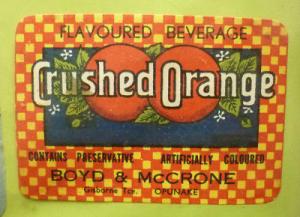 FLAVOURED BEVERAGE
Crushed Orange
CONTAINS PRESERVATIVE ARTIFICIALLY COLOURED
BOYD & McCRONE
Gisborne Tce. OPUNAKE